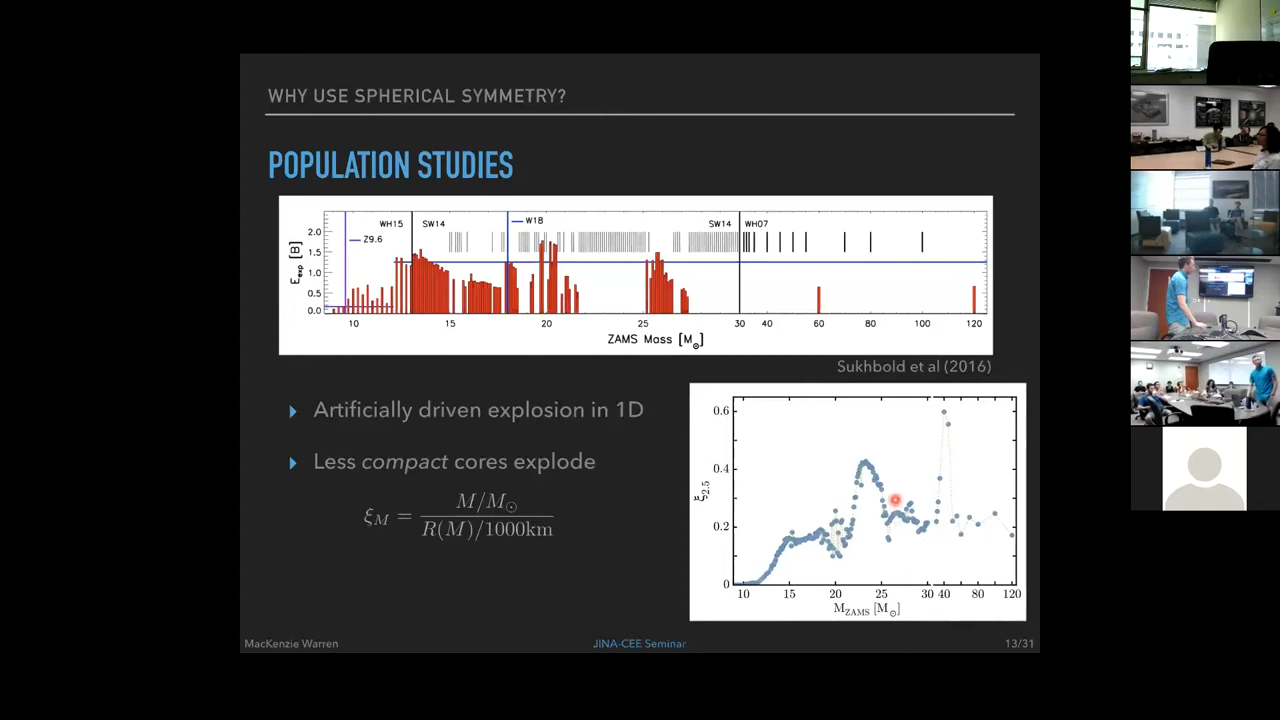 WHY USE SPHERICAL SYMMETRY?
POPULATION STUDIES
WH15 SW14 W18 SW14 WH07
Z9.6
2.0
1.5
1.0
0.5
0.0
E_exp [B]
10 15 20 25 30 40 60 80 100 120
ZAMS Mass [M⊙]
Sukhbold et al (2016)
Artificially driven explosion in 1D
Less compact cores explode
ξ_M = M/M⊙ / R(M)/1000km
0.6
0.4
0.2
0
ξ_2.5
10 15 20 25 30 40 80 120
M_ZAMS [M⊙]
MacKenzie Warren JINA-CEE Seminar 13/31